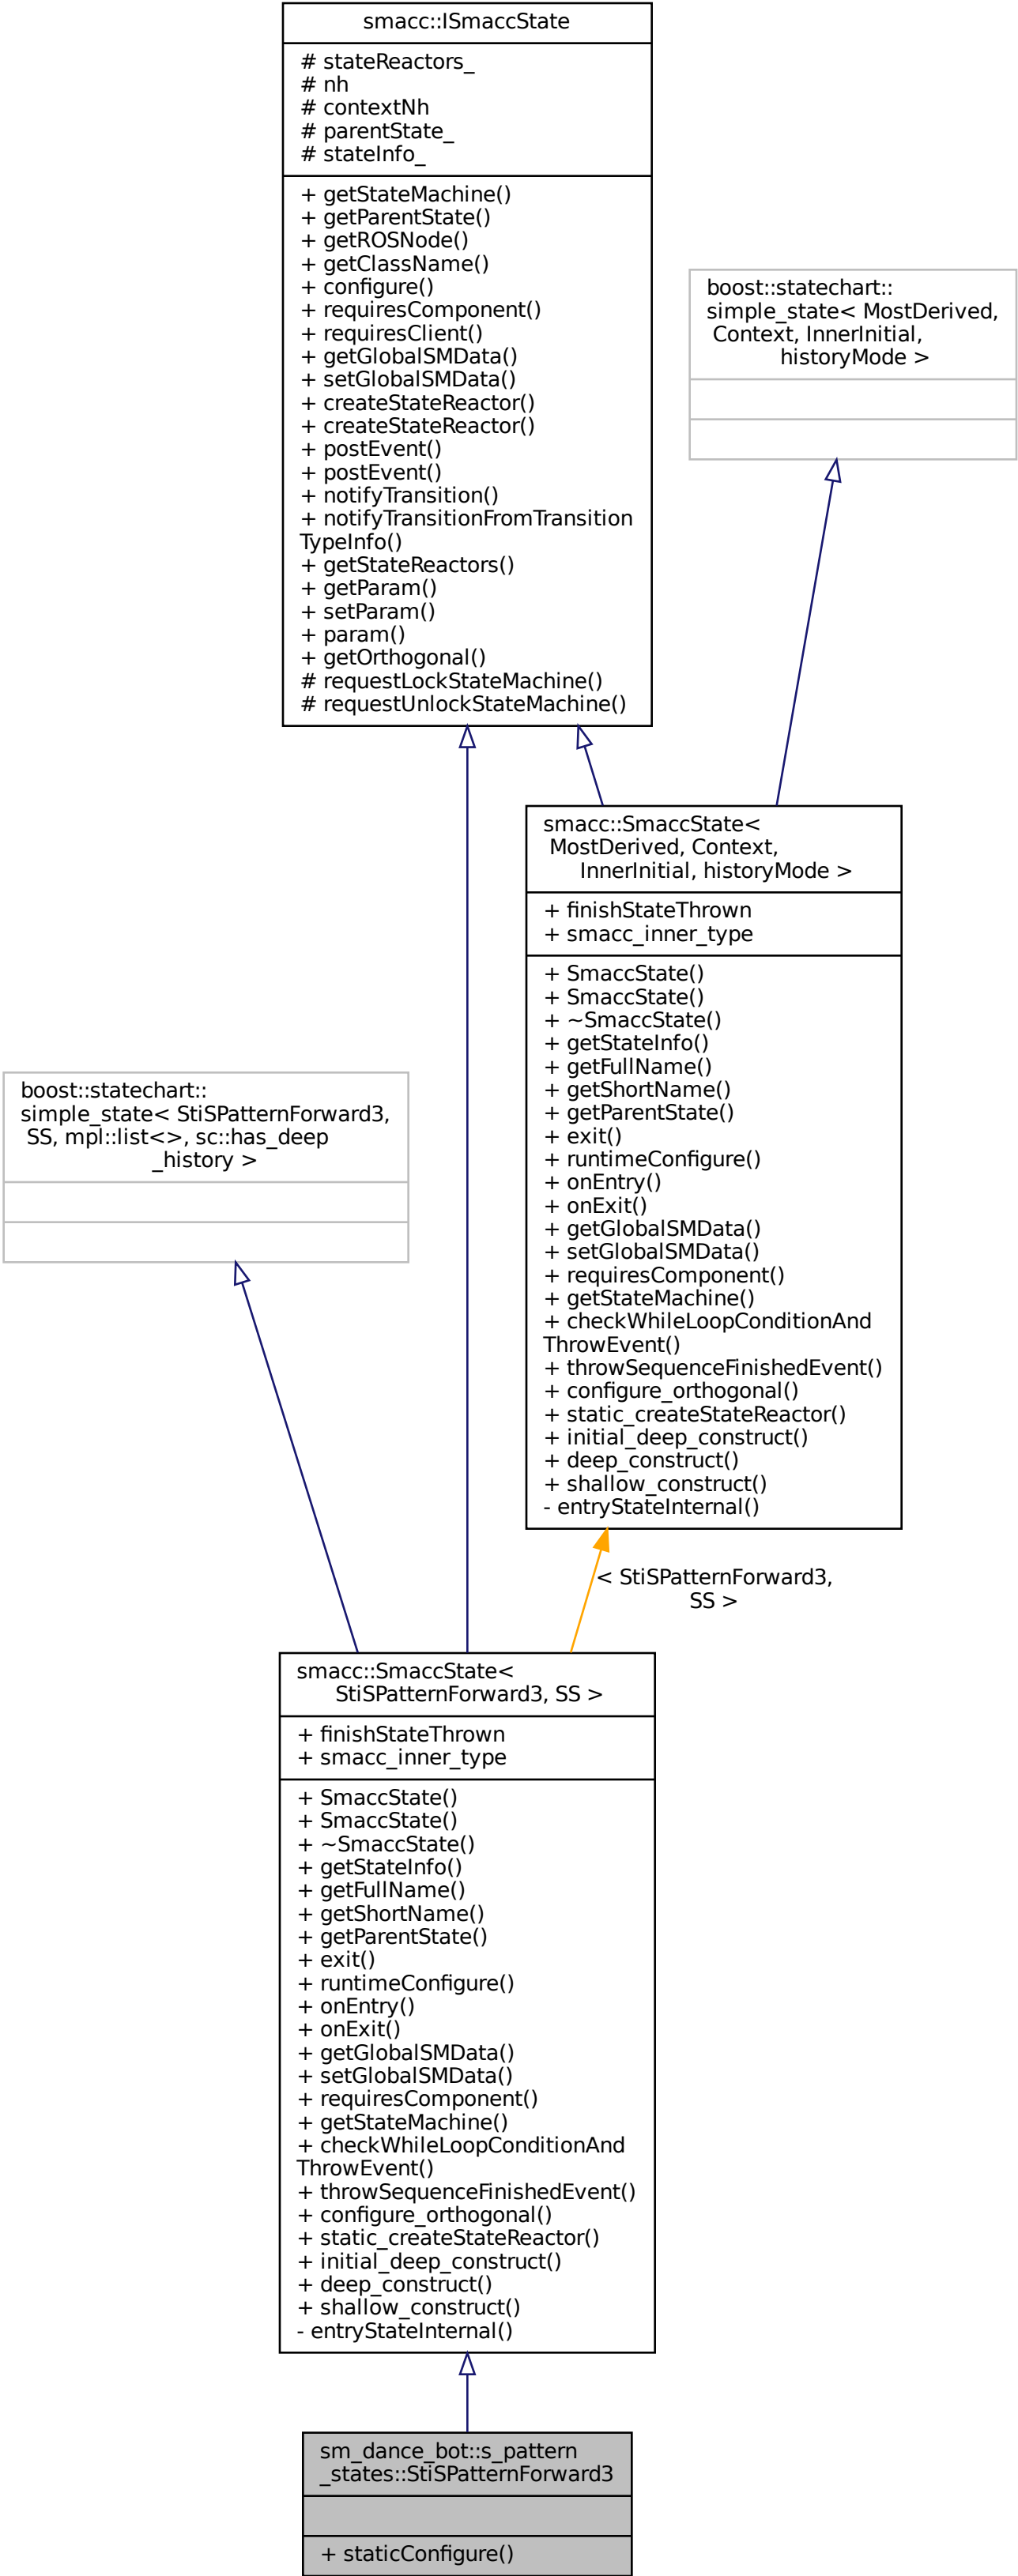 smacc::ISmaccState
# stateReactors_
# nh
# contextNh
# parentState_
# stateInfo_
+ getStateMachine()
+ getParentState()
+ getROSNode()
+ getClassName()
+ configure()
+ requiresComponent()
+ requiresClient()
+ getGlobalSMData()
+ setGlobalSMData()
+ createStateReactor()
+ createStateReactor()
+ postEvent()
+ postEvent()
+ notifyTransition()
+ notifyTransitionFromTransition
TypeInfo()
+ getStateReactors()
+ getParam()
+ setParam()
+ param()
+ getOrthogonal()
# requestLockStateMachine()
# requestUnlockStateMachine()
boost::statechart::
simple_state< MostDerived,
Context, InnerInitial,
historyMode >
smacc::SmaccState<
MostDerived, Context,
InnerInitial, historyMode >
+ finishStateThrown
+ smacc_inner_type
+ SmaccState()
+ SmaccState()
+ ~SmaccState()
+ getStateInfo()
+ getFullName()
+ getShortName()
+ getParentState()
+ exit()
+ runtimeConfigure()
+ onEntry()
+ onExit()
+ getGlobalSMData()
+ setGlobalSMData()
+ requiresComponent()
+ getStateMachine()
+ checkWhileLoopConditionAnd
ThrowEvent()
+ throwSequenceFinishedEvent()
+ configure_orthogonal()
+ static_createStateReactor()
+ initial_deep_construct()
+ deep_construct()
+ shallow_construct()
- entryStateInternal()
boost::statechart::
simple_state< StiSPatternForward3,
SS, mpl::list<>, sc::has_deep
_history >
< StiSPatternForward3,
SS >
smacc::SmaccState<
StiSPatternForward3, SS >
+ finishStateThrown
+ smacc_inner_type
+ SmaccState()
+ SmaccState()
+ ~SmaccState()
+ getStateInfo()
+ getFullName()
+ getShortName()
+ getParentState()
+ exit()
+ runtimeConfigure()
+ onEntry()
+ onExit()
+ getGlobalSMData()
+ setGlobalSMData()
+ requiresComponent()
+ getStateMachine()
+ checkWhileLoopConditionAnd
ThrowEvent()
+ throwSequenceFinishedEvent()
+ configure_orthogonal()
+ static_createStateReactor()
+ initial_deep_construct()
+ deep_construct()
+ shallow_construct()
- entryStateInternal()
sm_dance_bot::s_pattern
_states::StiSPatternForward3
+ staticConfigure()